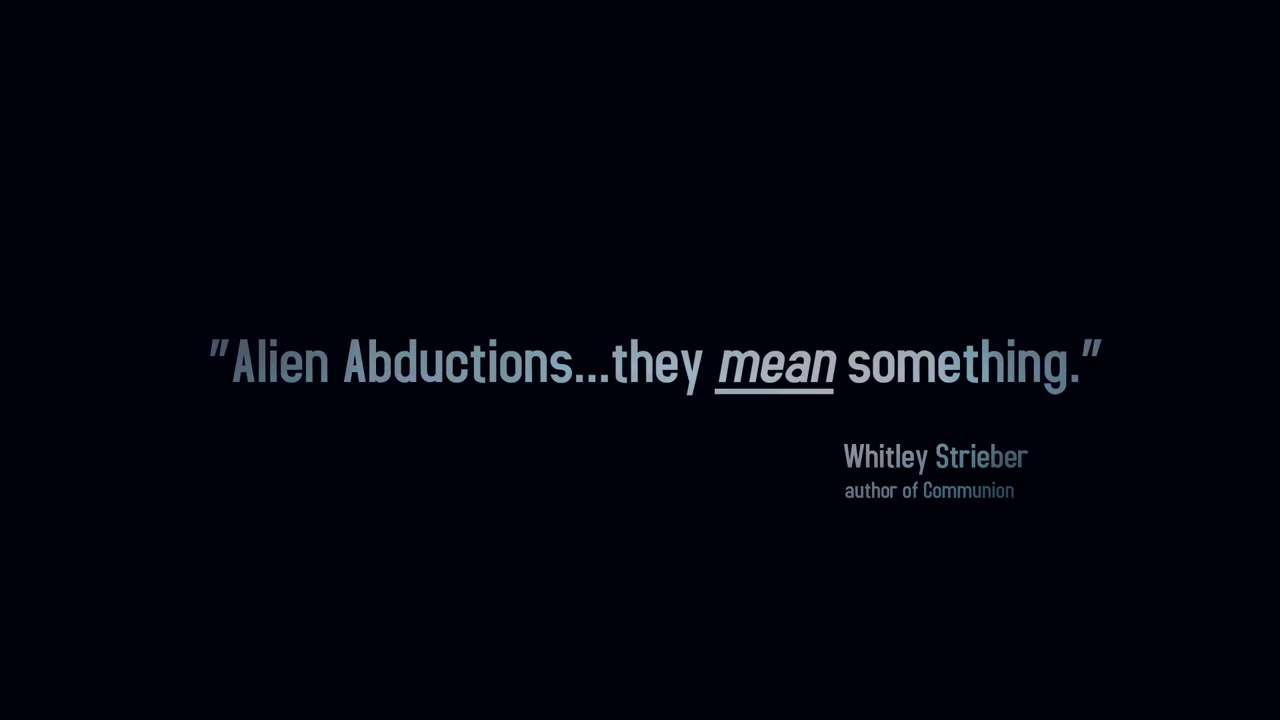 "Alien Abductions...they mean something."
Whitley Strieber
author of Communion